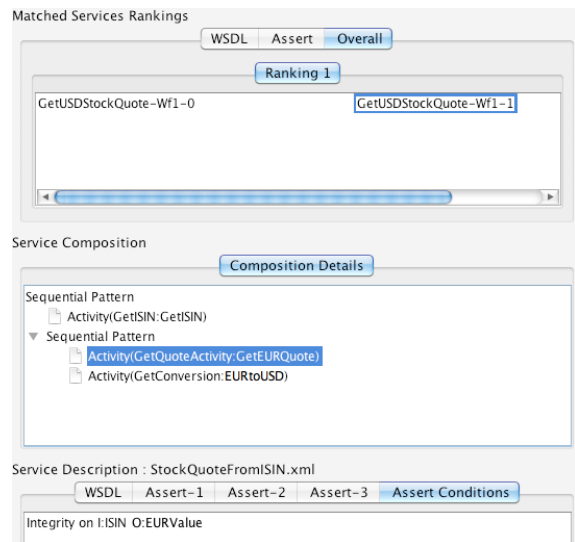 Matched Services Rankings
WSDL Assert Overall
Ranking 1
GetUSDStockQuote-Wf1-0 GetUSDStockQuote-Wf1-1
Service Composition
Composition Details
Sequential Pattern
Activity(GetISIN:GetISIN)
Sequential Pattern
Activity(GetQuoteActivity:GetEURQuote)
Activity(GetConversion:EURtoUSD)
Service Description : StockQuoteFromISIN.xml
WSDL Assert-1 Assert-2 Assert-3 Assert Conditions
Integrity on I:ISIN O:EURValue